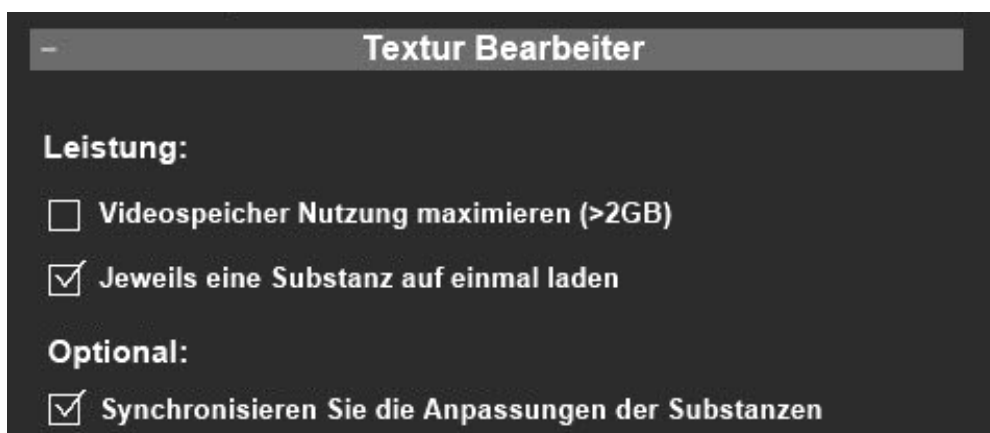 Textur Bearbeiter
Leistung:
Videospeicher Nutzung maximieren (>2GB)
Jeweils eine Substanz auf einmal laden
Optional:
Synchronisieren Sie die Anpassungen der Substanzen